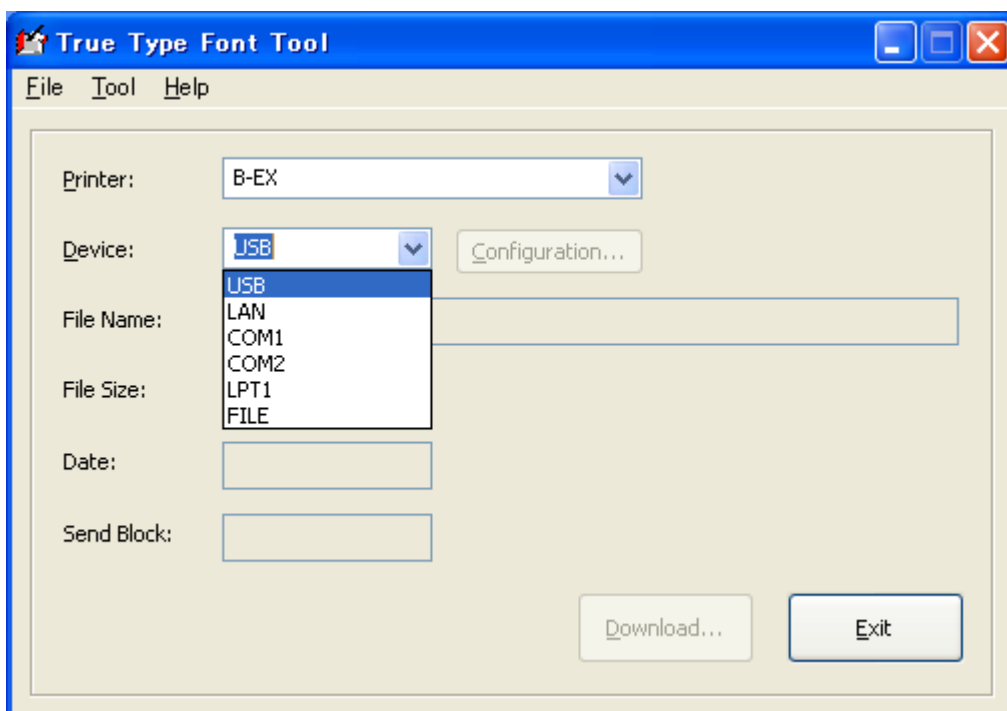 True Type Font Tool
File Tool Help
Printer: B-EX
Device: USB Configuration...
USB
LAN
File Name:
COM1
COM2
File Size:
LPT1
FILE
Date:
Send Block:
Download... Exit